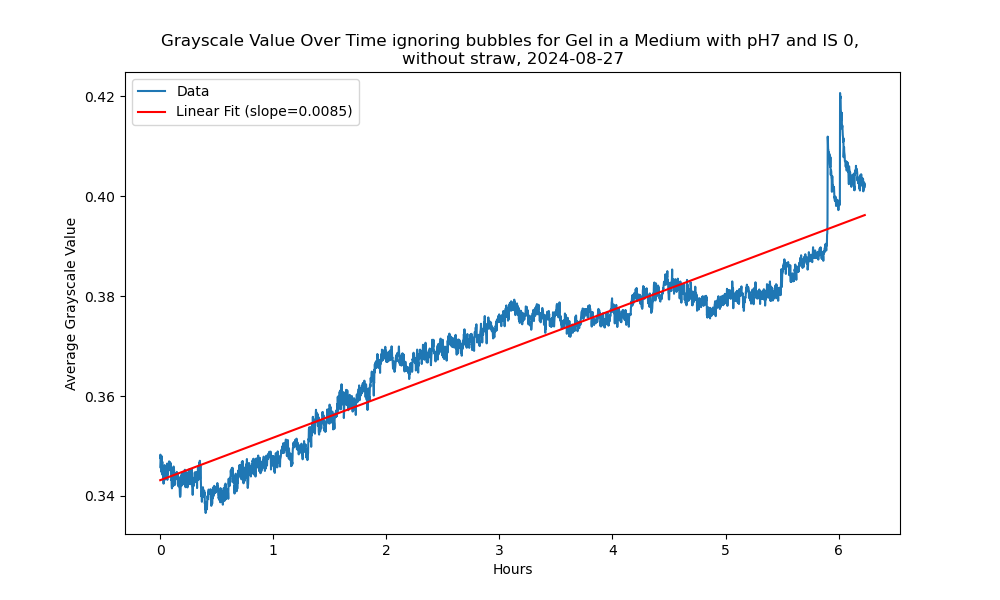 Grayscale Value Over Time ignoring bubbles for Gel in a Medium with pH7 and IS 0,
without straw, 2024-08-27
Data
Linear Fit (slope=0.0085)
0.42
0.40
0.38
0.36
0.34
Average Grayscale Value
0 1 2 3 4 5 6
Hours